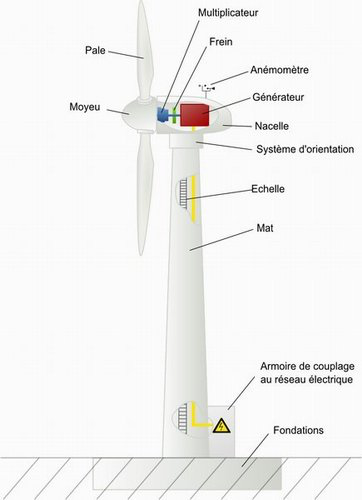 Multiplicateur
Frein
Pale
Anémomètre
Moyeu
Générateur
Nacelle
Système d'orientation
Echelle
Mat
Armoire de couplage
au réseau électrique
Fondations